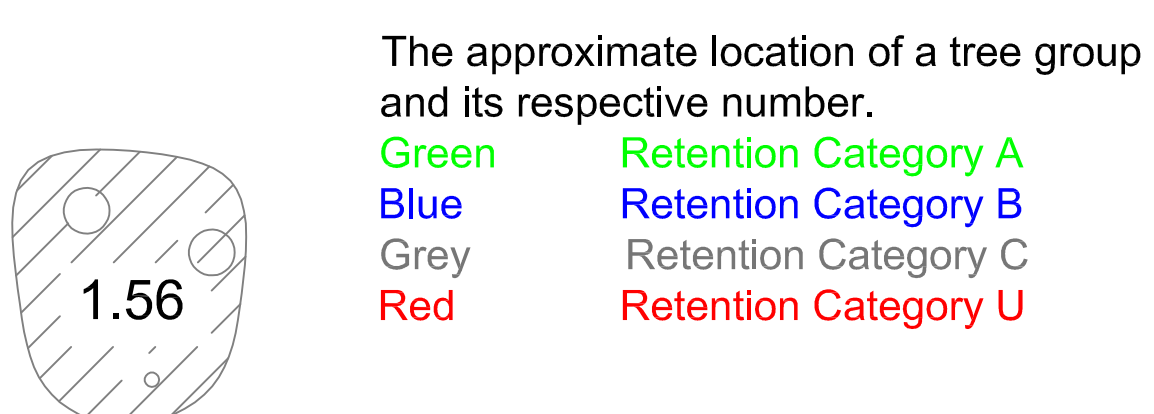 The approximate location of a tree group
and its respective number.
Green Retention Category A
Blue Retention Category B
Grey Retention Category C
Red Retention Category U
1.56